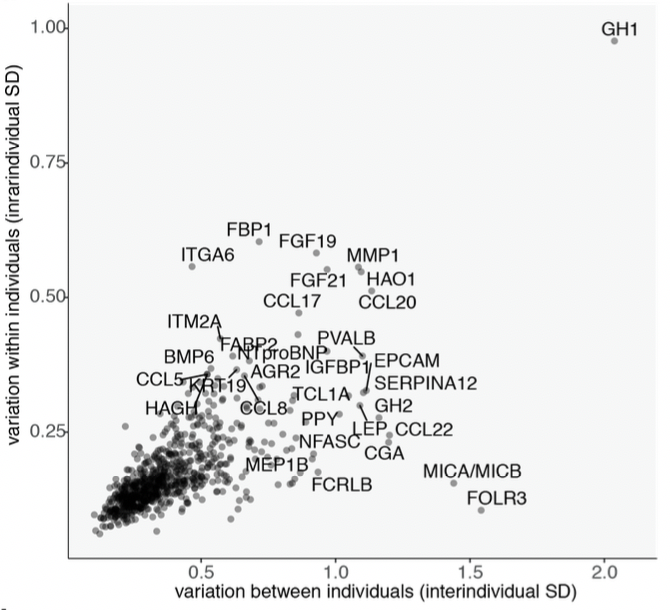 variation within individuals (inrarindividual SD)
1.00
0.75
0.50
0.25
GH1
FBP1
FGF19
ITGA6
MMP1
FGF21
HAO1
CCL17
CCL20
ITM2A
FABP2
NTproBNP
PVALB
BMP6
IGFBP1
EPCAM
CCL5
KRT19
AGR2
SERPINA12
HAGH
CCL8
TCL1A
GH2
PPY
LEP
CCL22
NFASC
CGA
MEP1B
FCRLB
MICA/MICB
FOLR3
0.5
1.0
1.5
2.0
variation between individuals (interindividual SD)